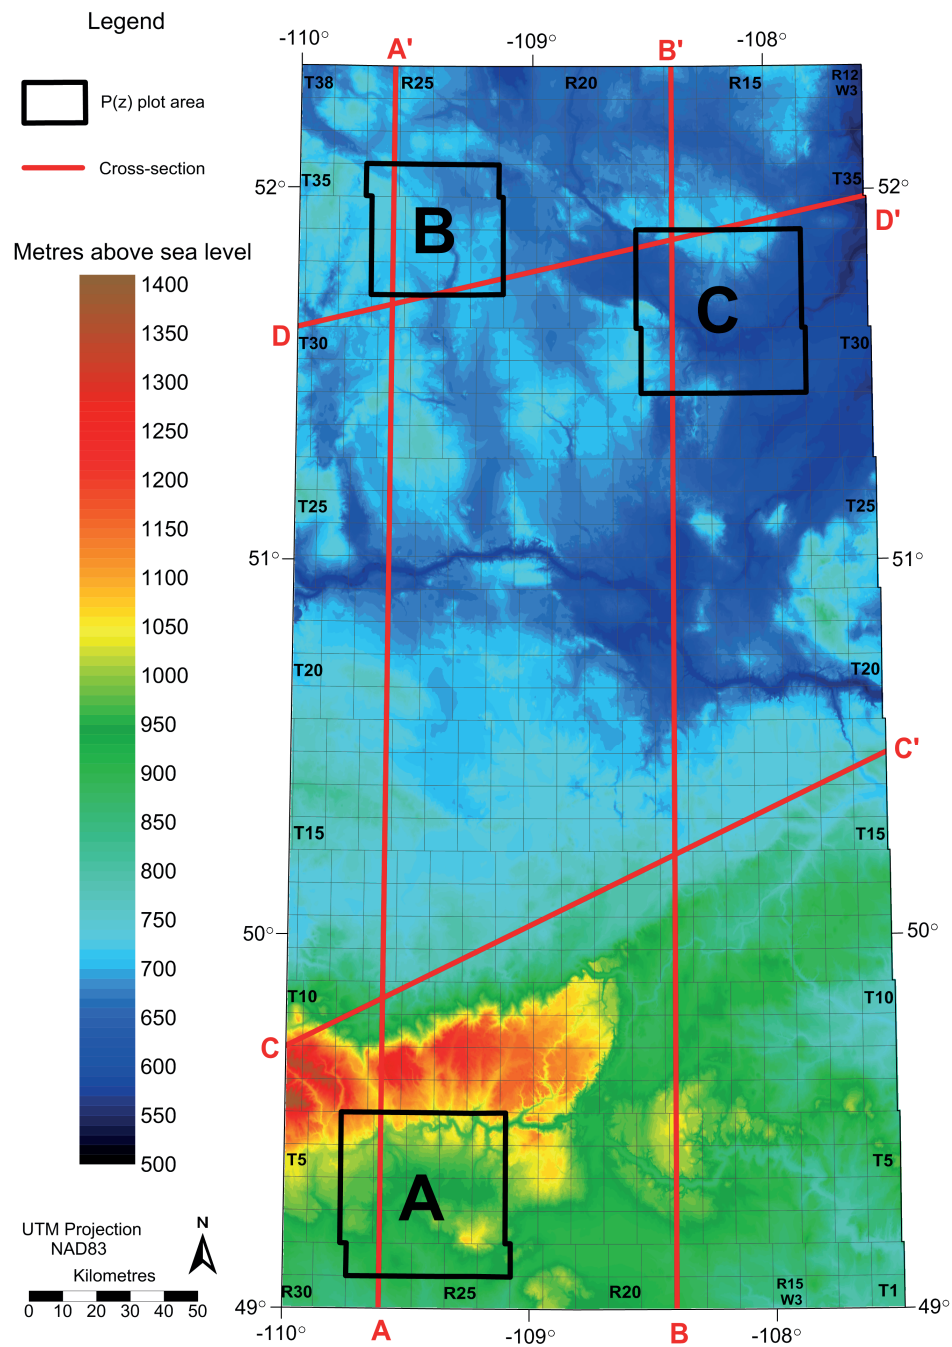 Legend
P(z) plot area
Cross-section
Metres above sea level
1400
1350
1300
1250
1200
1150
1100
1050
1000
950
900
850
800
750
700
650
600
550
500
UTM Projection
NAD83
Kilometres
0 10 20 30 40 50
N
-110° A' -109° B' -108°
T38 R25 R20 R15 R12
W3
52° T35 T35 52°
D'
B
C
D
T30 T30
T25 T25
51° 51°
T20 T20
C'
T15 T15
50° 50°
T10 T10
C
T5 T5
A
R30 R25 R20 R15
W3 T1
49° 49°
-110° A -109° B -108°